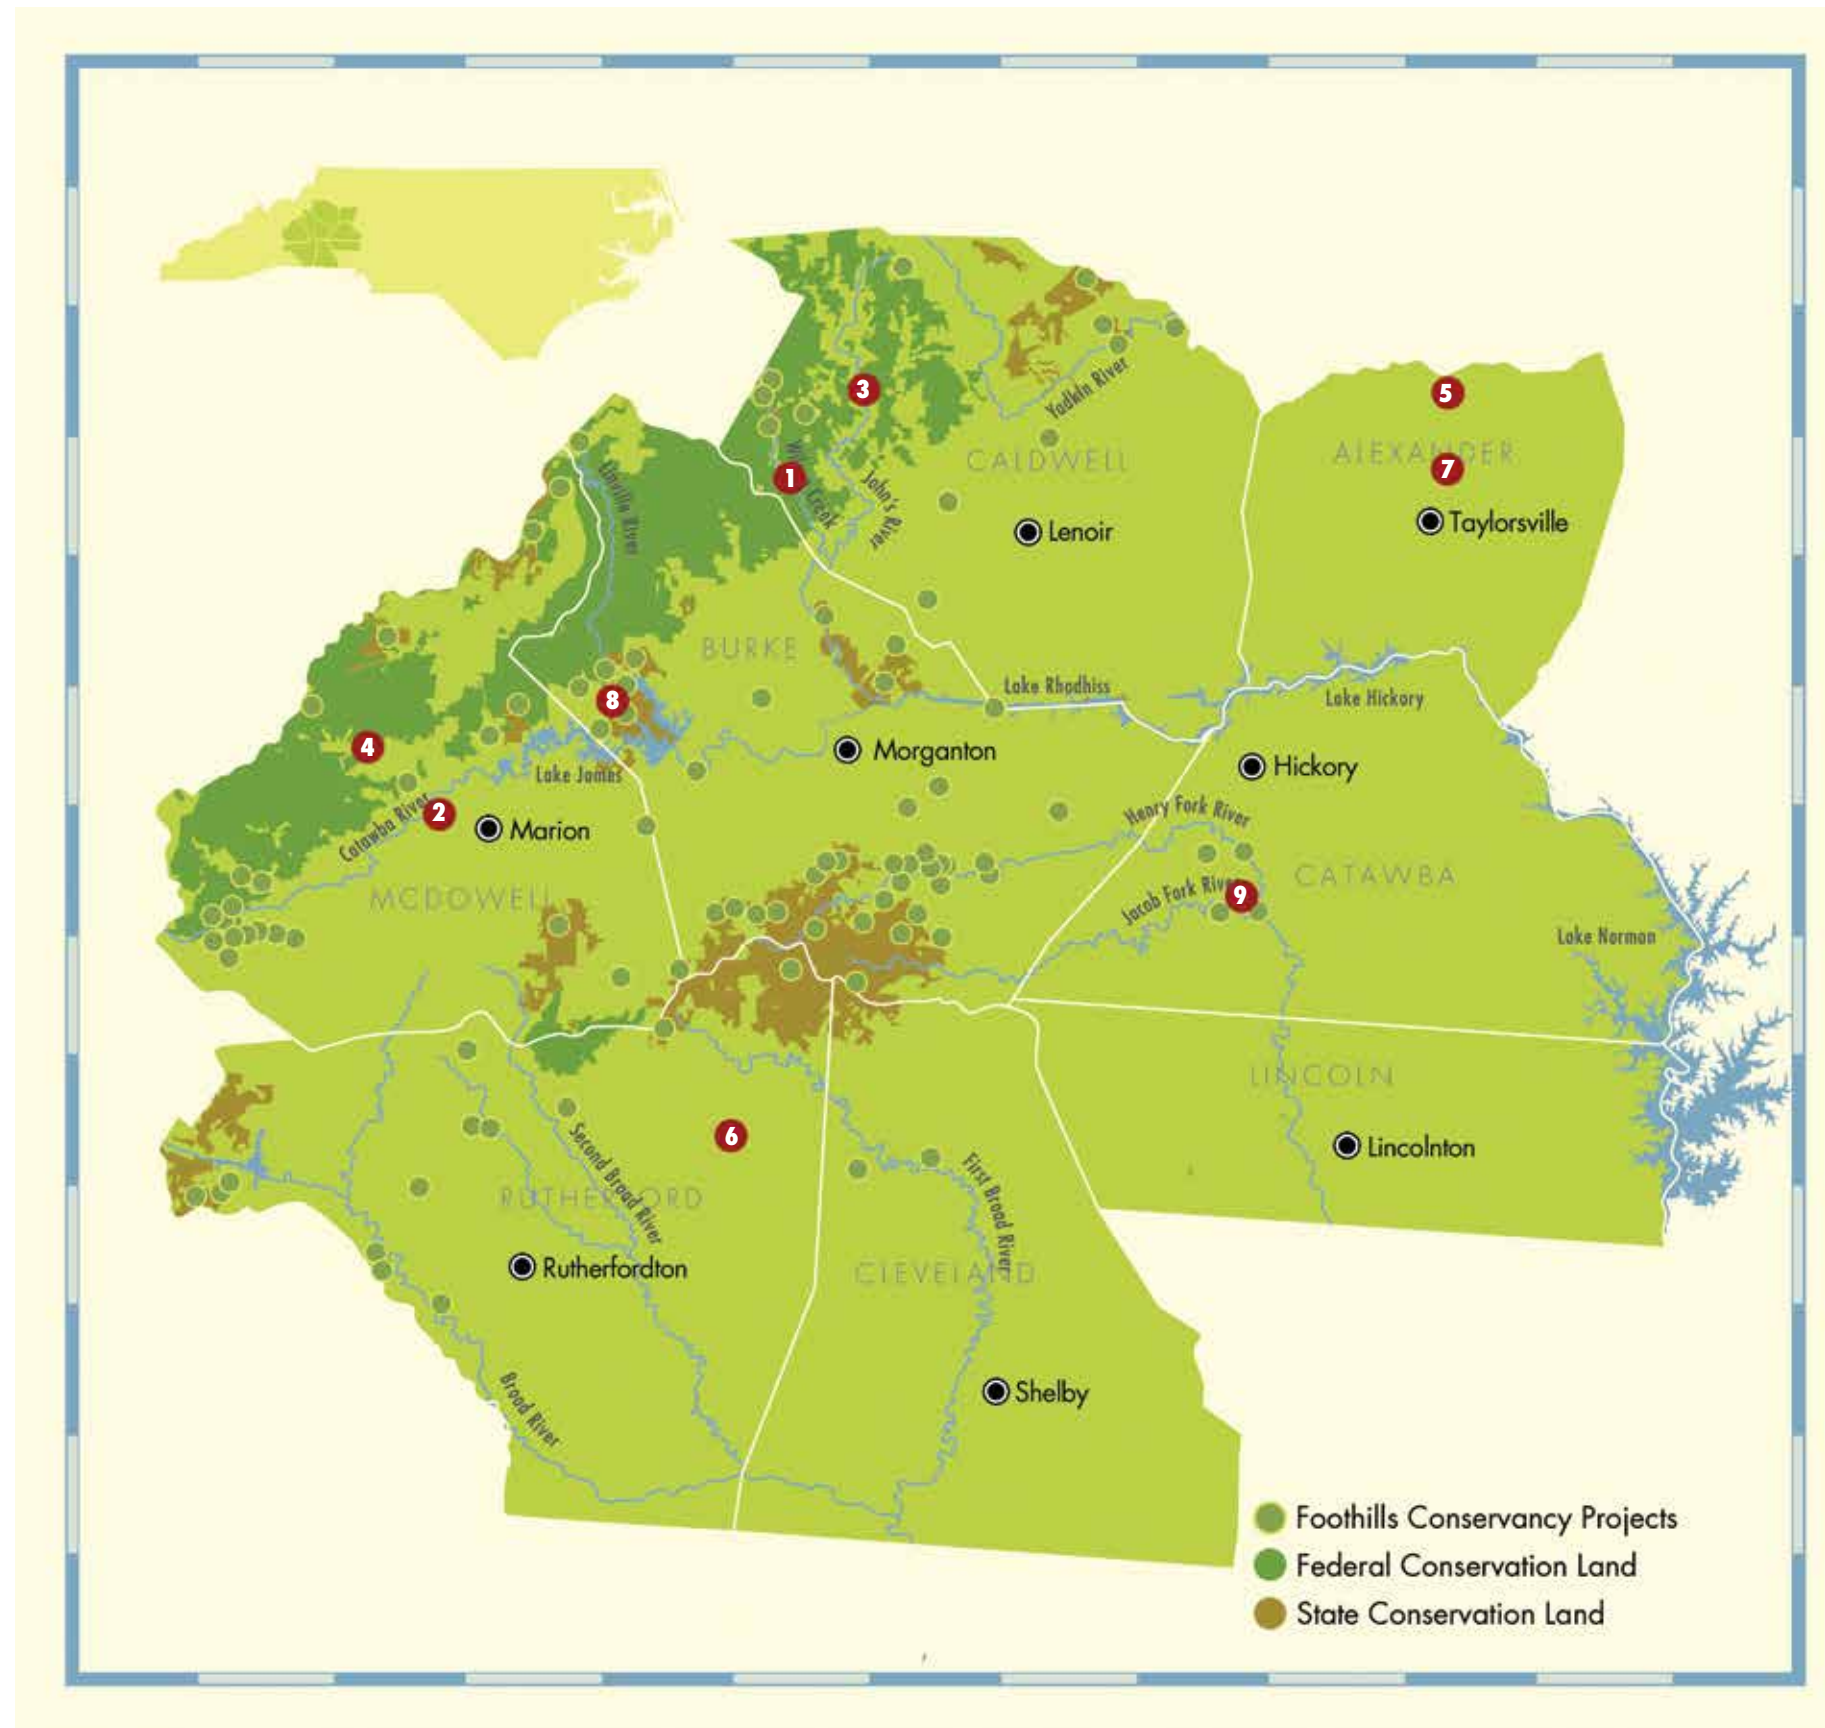 5
3
Yadkin River
CALDWELL
ALEXANDER
7
1
Wilson Creek
John's River
Linville River
Lenoir
Taylorsville
BURKE
Lake Rhodhiss
Lake Hickory
8
4
Morganton
Hickory
Lake James
Catawba River
2
Marion
Henry Fork River
CATAWBA
MCDOWELL
Jacob Fork River
9
Lake Norman
LINCOLN
6
Second Broad River
Lincolnton
First Broad River
RUTHERFORD
Rutherfordton
CLEVELAND
Broad River
Shelby
Foothills Conservancy Projects
Federal Conservation Land
State Conservation Land